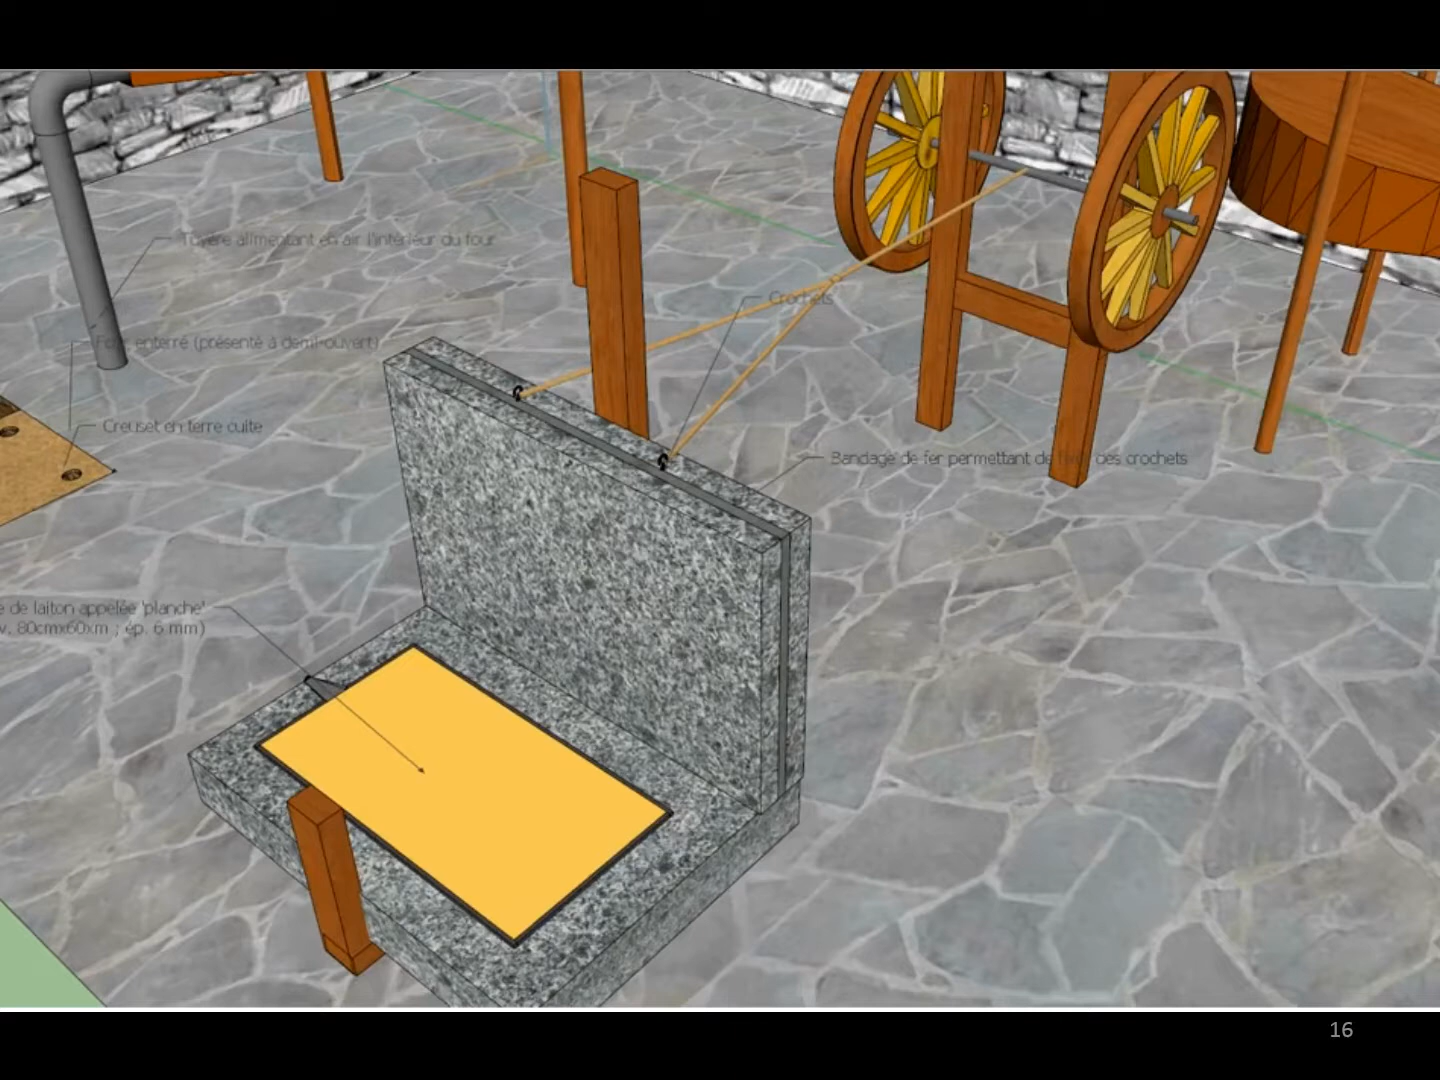 Tuyère alimentant en air l'intérieur du four
Crochets
Four enterré (présenté à demi-ouvert)
Creuset en terre cuite
Bandage de fer permettant de des crochets
e de laiton appelée 'planche'
v. 80cmx60xm ; ép. 6 mm)
16